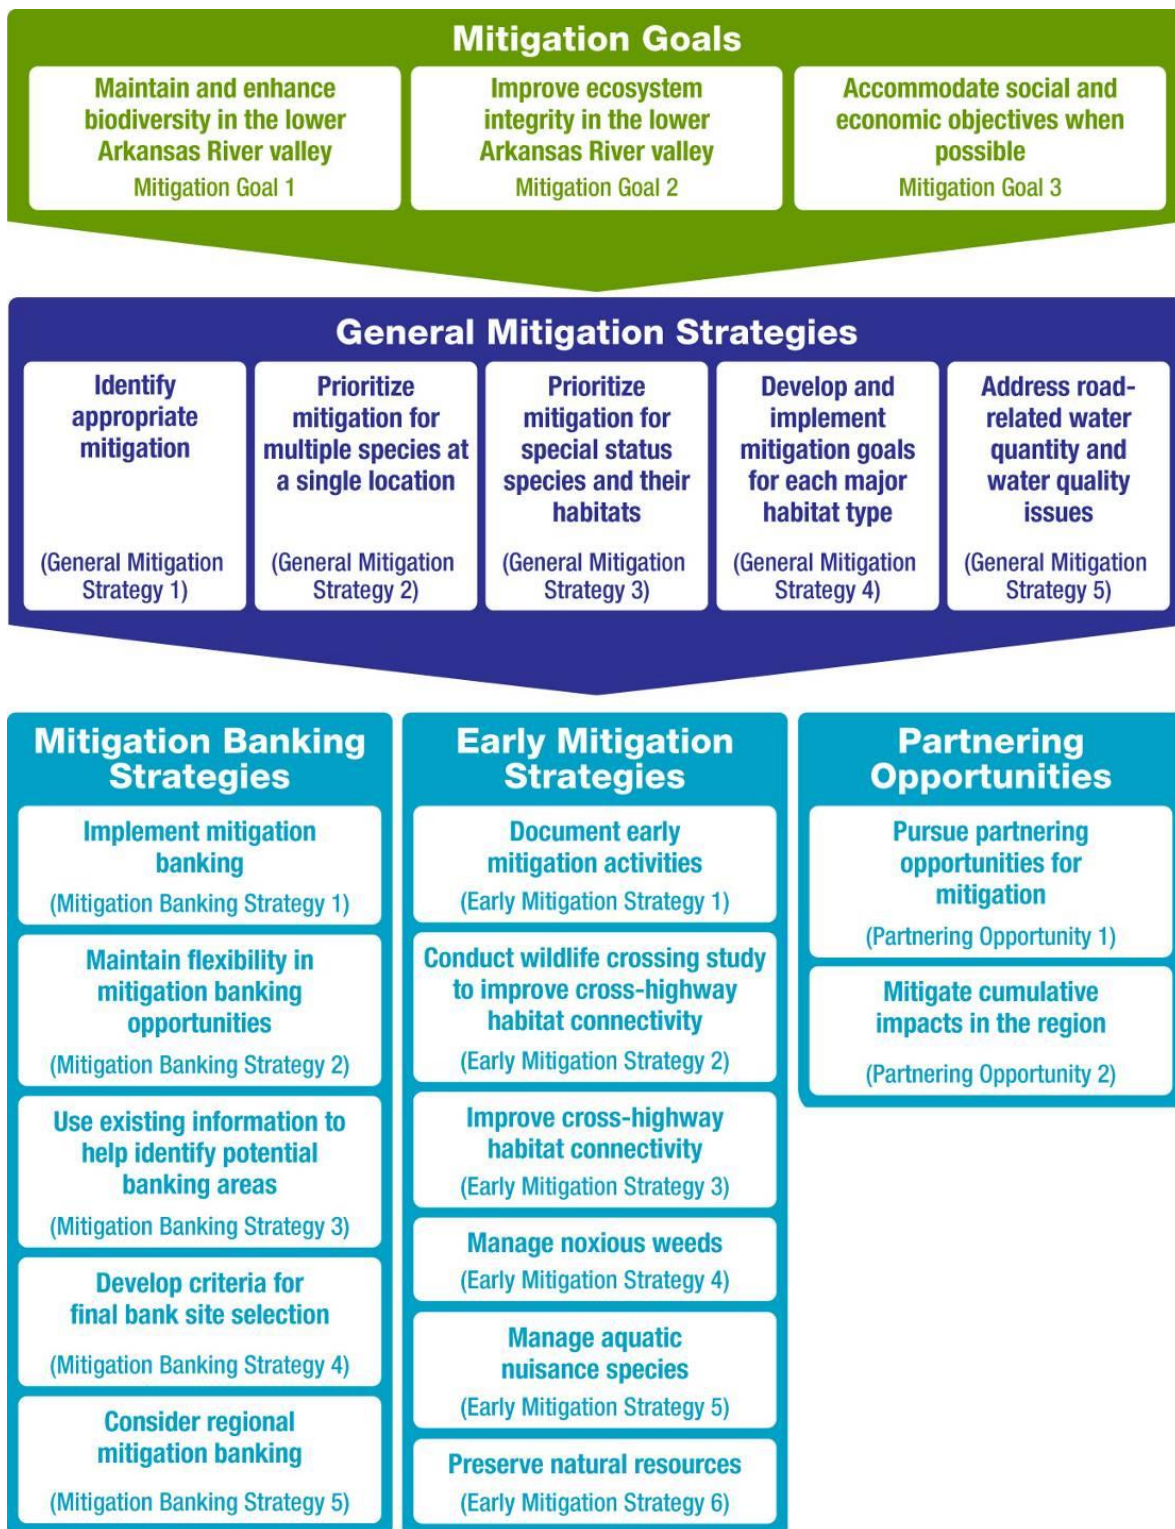 Mitigation Goals
Maintain and enhance
biodiversity in the lower
Arkansas River valley
Mitigation Goal 1
Improve ecosystem
integrity in the lower
Arkansas River valley
Mitigation Goal 2
Accommodate social and
economic objectives when
possible
Mitigation Goal 3
General Mitigation Strategies
Identify
appropriate
mitigation
(General Mitigation
Strategy 1)
Prioritize
mitigation for
multiple species at
a single location
(General Mitigation
Strategy 2)
Prioritize
mitigation for
special status
species and their
habitats
(General Mitigation
Strategy 3)
Develop and
implement
mitigation goals
for each major
habitat type
(General Mitigation
Strategy 4)
Address road-
related water
quantity and
water quality
issues
(General Mitigation
Strategy 5)
Mitigation Banking
Strategies
Implement mitigation
banking
(Mitigation Banking Strategy 1)
Maintain flexibility in
mitigation banking
opportunities
(Mitigation Banking Strategy 2)
Use existing information to
help identify potential
banking areas
(Mitigation Banking Strategy 3)
Develop criteria for
final bank site selection
(Mitigation Banking Strategy 4)
Consider regional
mitigation banking
(Mitigation Banking Strategy 5)
Early Mitigation
Strategies
Document early
mitigation activities
(Early Mitigation Strategy 1)
Conduct wildlife crossing study
to improve cross-highway
habitat connectivity
(Early Mitigation Strategy 2)
Improve cross-highway
habitat connectivity
(Early Mitigation Strategy 3)
Manage noxious weeds
(Early Mitigation Strategy 4)
Manage aquatic
nuisance species
(Early Mitigation Strategy 5)
Preserve natural resources
(Early Mitigation Strategy 6)
Partnering
Opportunities
Pursue partnering
opportunities for
mitigation
(Partnering Opportunity 1)
Mitigate cumulative
impacts in the region
(Partnering Opportunity 2)